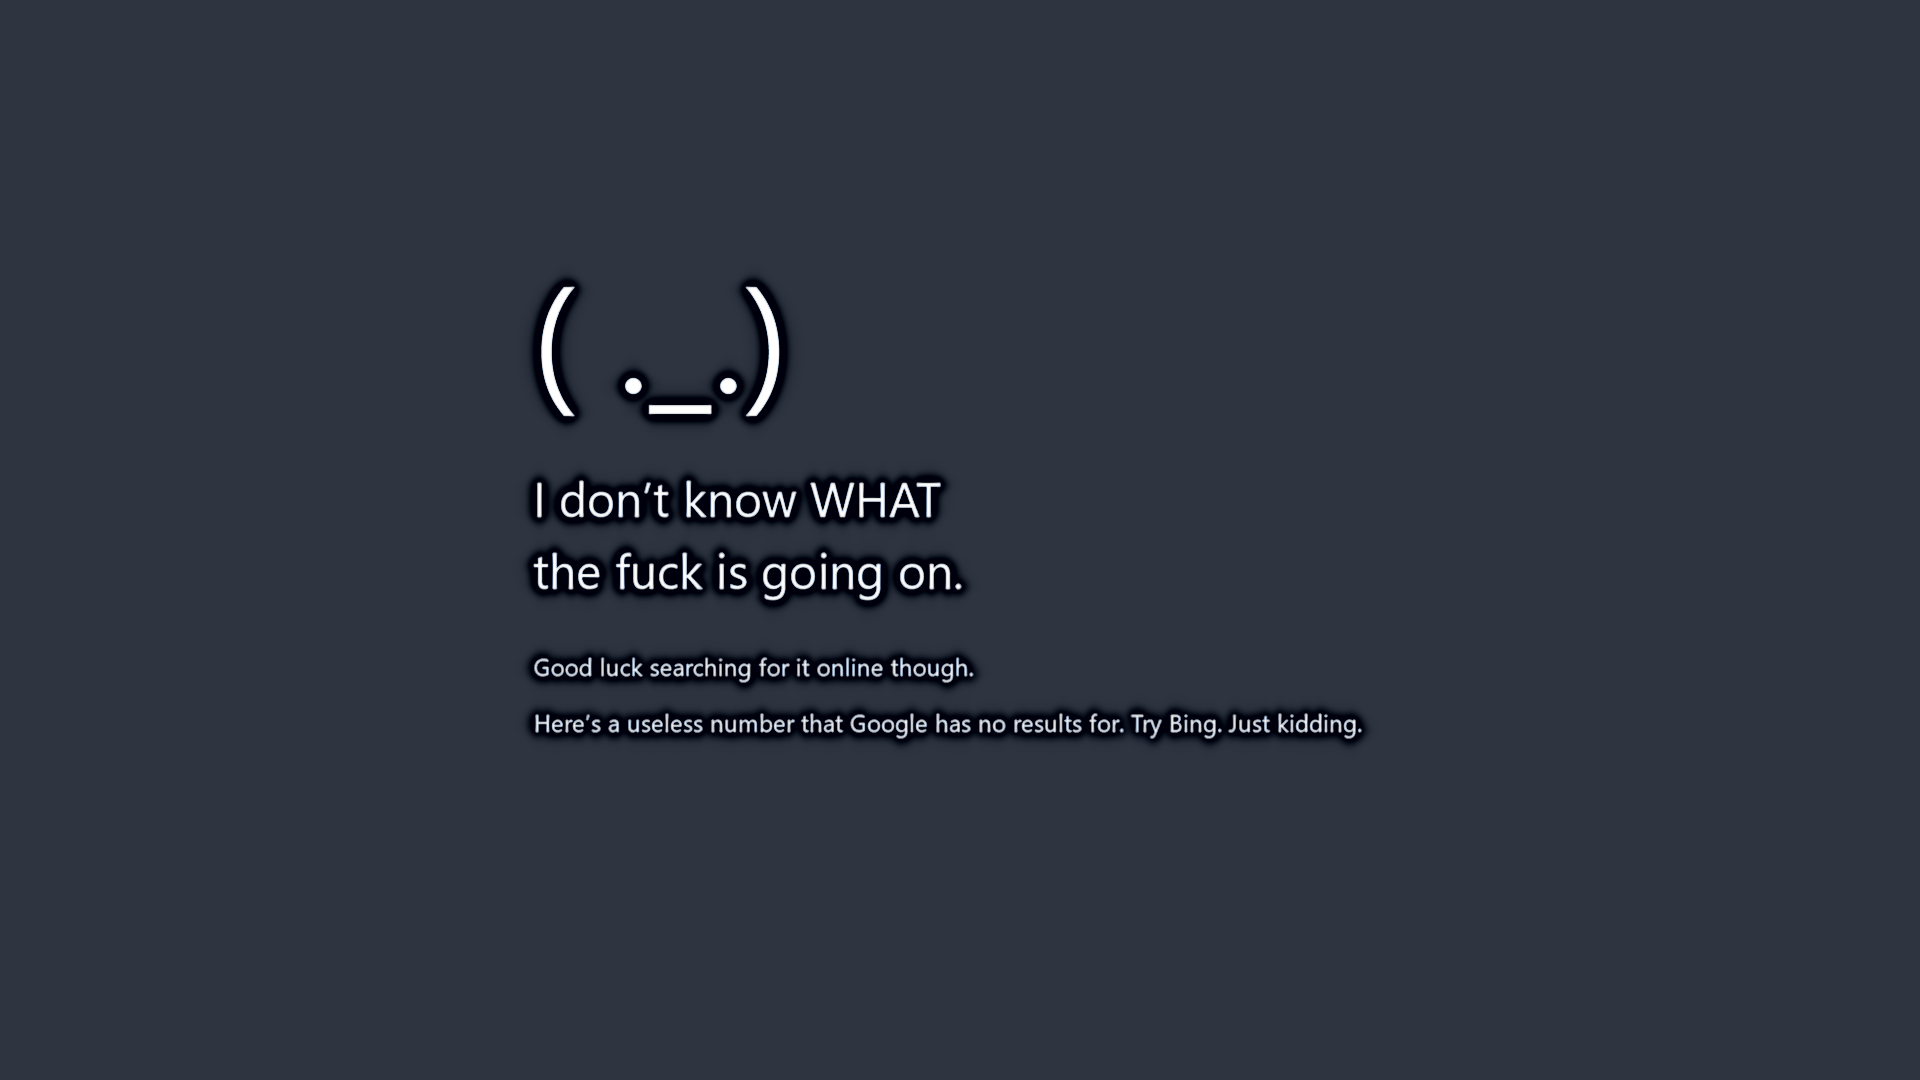 ( ._.)
I don’t know WHAT
the fuck is going on.
Good luck searching for it online though.
Here’s a useless number that Google has no results for. Try Bing. Just kidding.